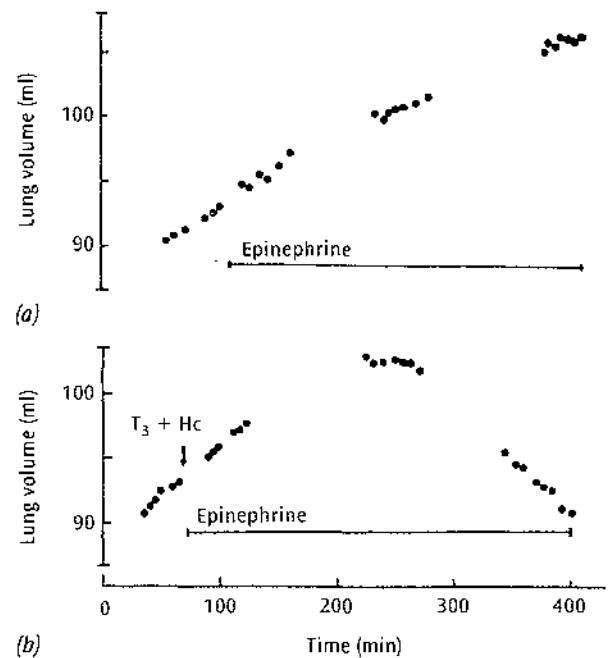 Lung volume (ml)
100
90
Epinephrine
(a)
Lung volume (ml)
100
T₃ + Hc
90
Epinephrine
0 100 200 300 400
(b)
Time (min)